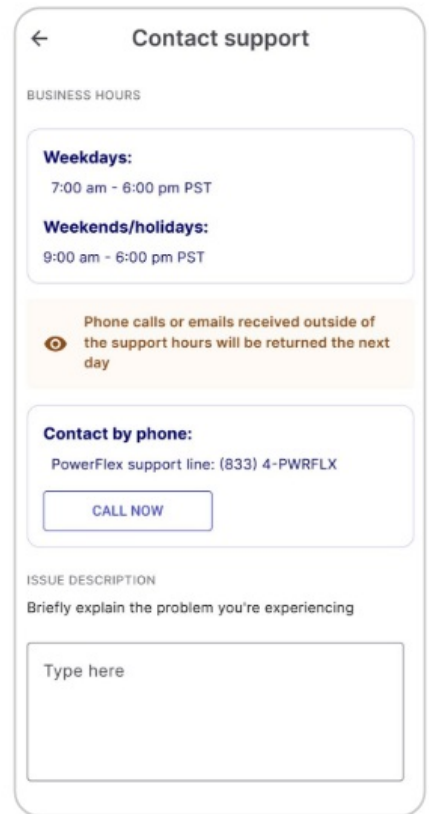 Contact support
BUSINESS HOURS
Weekdays:
7:00 am - 6:00 pm PST
Weekends/holidays:
9:00 am - 6:00 pm PST
Phone calls or emails received outside of
the support hours will be returned the next
day
Contact by phone:
PowerFlex support line: (833) 4-PWRFLX
CALL NOW
ISSUE DESCRIPTION
Briefly explain the problem you're experiencing
Type here